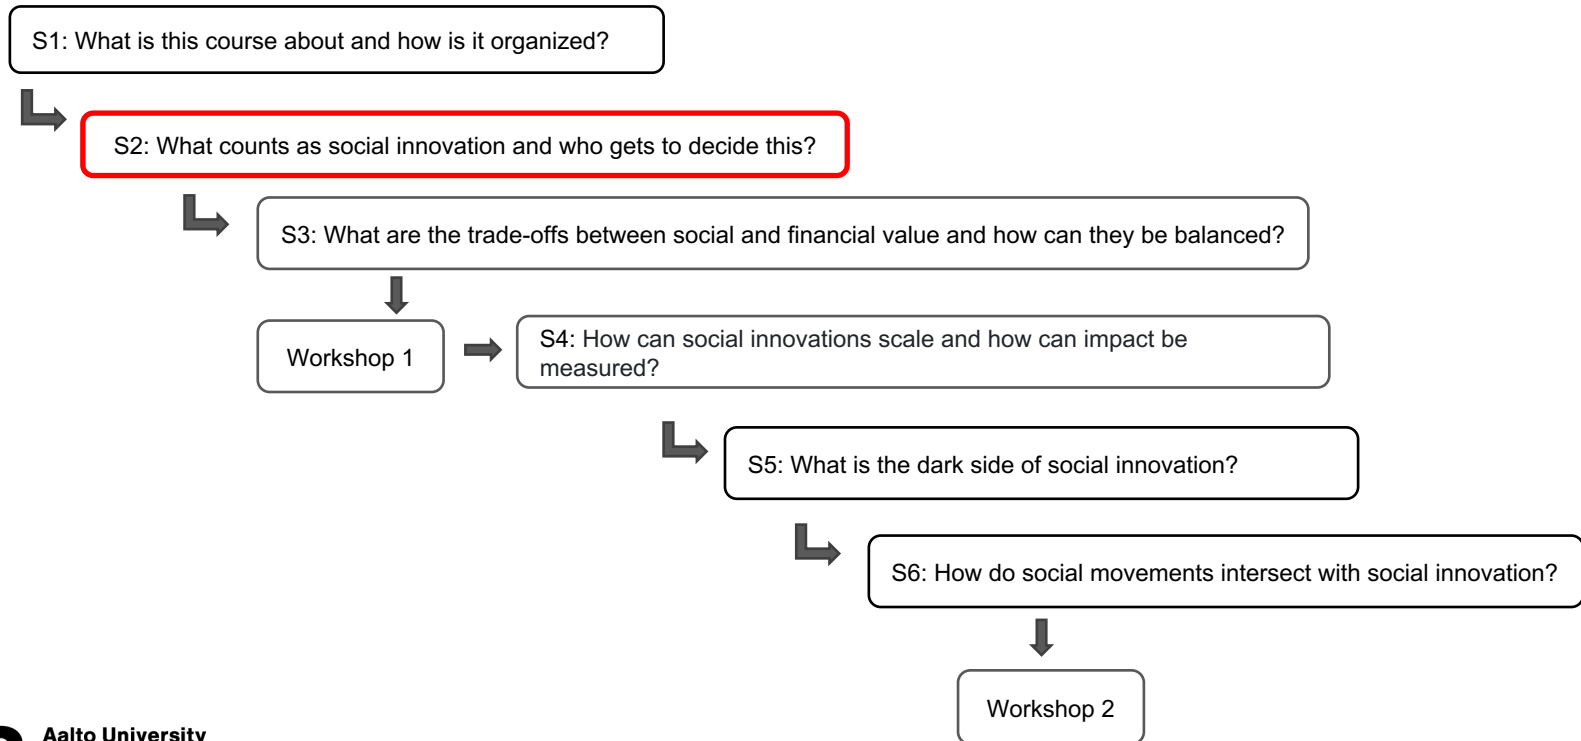 S1: What is this course about and how is it organized?
S2: What counts as social innovation and who gets to decide this?
S3: What are the trade-offs between social and financial value and how can they be balanced?
Workshop 1
S4: How can social innovations scale and how can impact be
measured?
S5: What is the dark side of social innovation?
S6: How do social movements intersect with social innovation?
Workshop 2
Aalto University